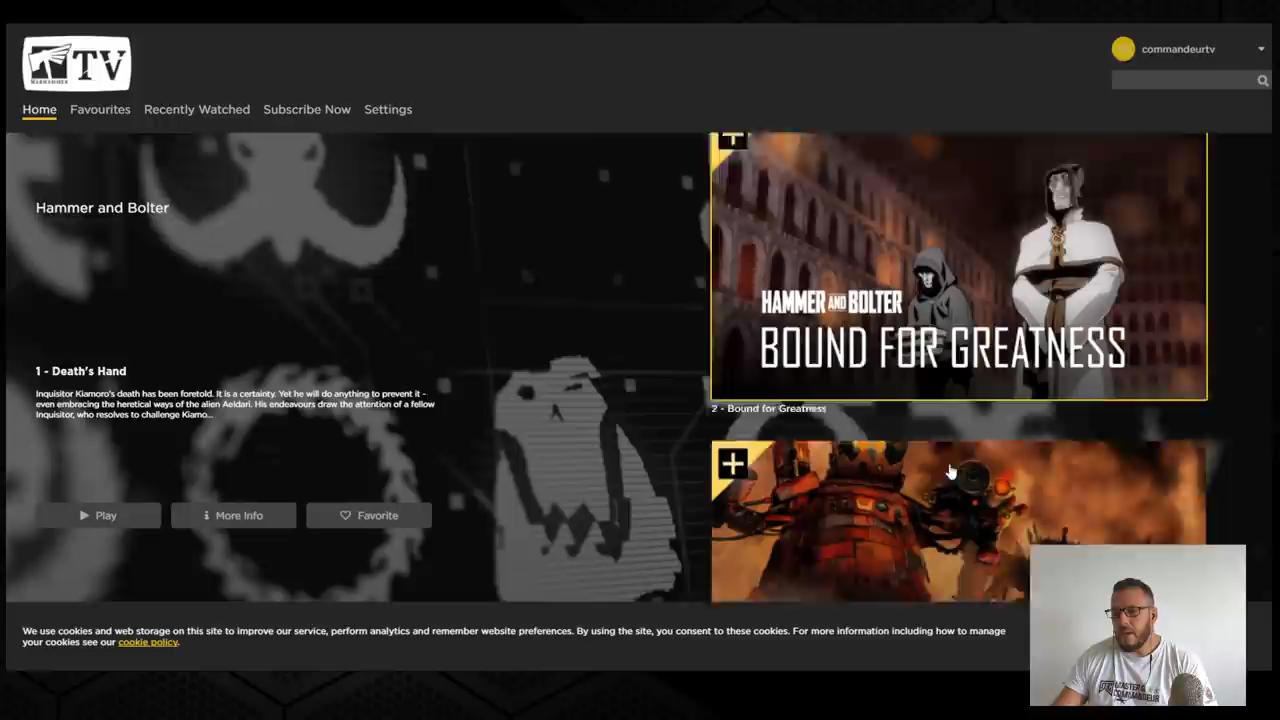 WARHAMMER TV
commandeurtv
Home Favourites Recently Watched Subscribe Now Settings
Hammer and Bolter
HAMMER AND BOLTER
BOUND FOR GREATNESS
1 - Death's Hand
Inquisitor Kiamoro's death has been foretold. It is a certainty. Yet he will do anything to prevent it -
even embracing the heretical ways of the alien Aeldari. His endeavours draw the attention of a fellow
Inquisitor, who resolves to challenge Kiamo...
2 - Bound for Greatness
Play More Info Favorite
We use cookies and web storage on this site to improve our service, perform analytics and remember website preferences. By using the site, you consent to these cookies. For more information including how to manage
your cookies see our cookie policy.
MASTER
COMMANDEUR